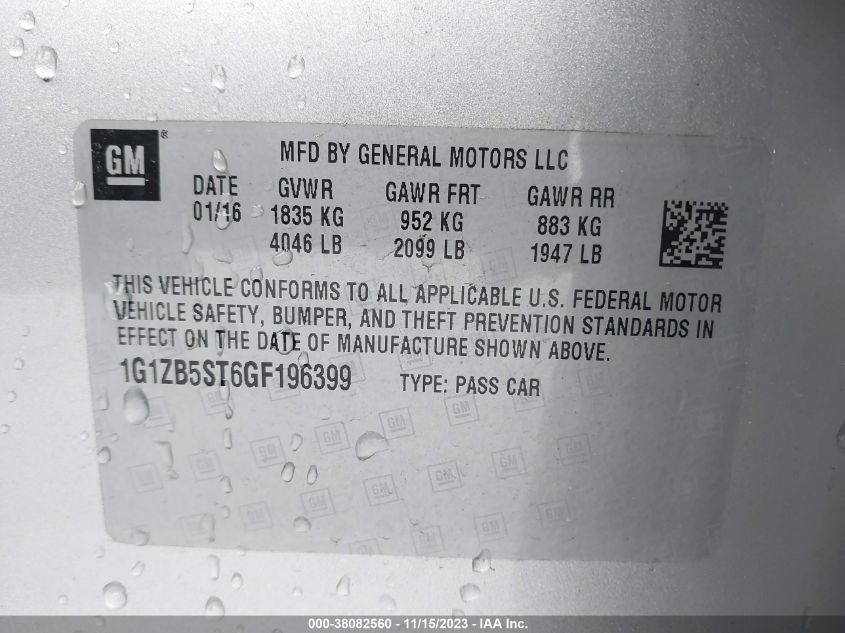 GM ® MFD BY GENERAL MOTORS LLC
DATE GVWR GAWR FRT GAWR RR
01/16 1835 KG 952 KG 883 KG
4046 LB 2099 LB 1947 LB
THIS VEHICLE CONFORMS TO ALL APPLICABLE U.S. FEDERAL MOTOR
VEHICLE SAFETY, BUMPER, AND THEFT PREVENTION STANDARDS IN
EFFECT ON THE DATE OF MANUFACTURE SHOWN ABOVE.
1G1ZB5ST6GF196399 TYPE: PASS CAR
000-38082560 - 11/15/2023 - IAA Inc.